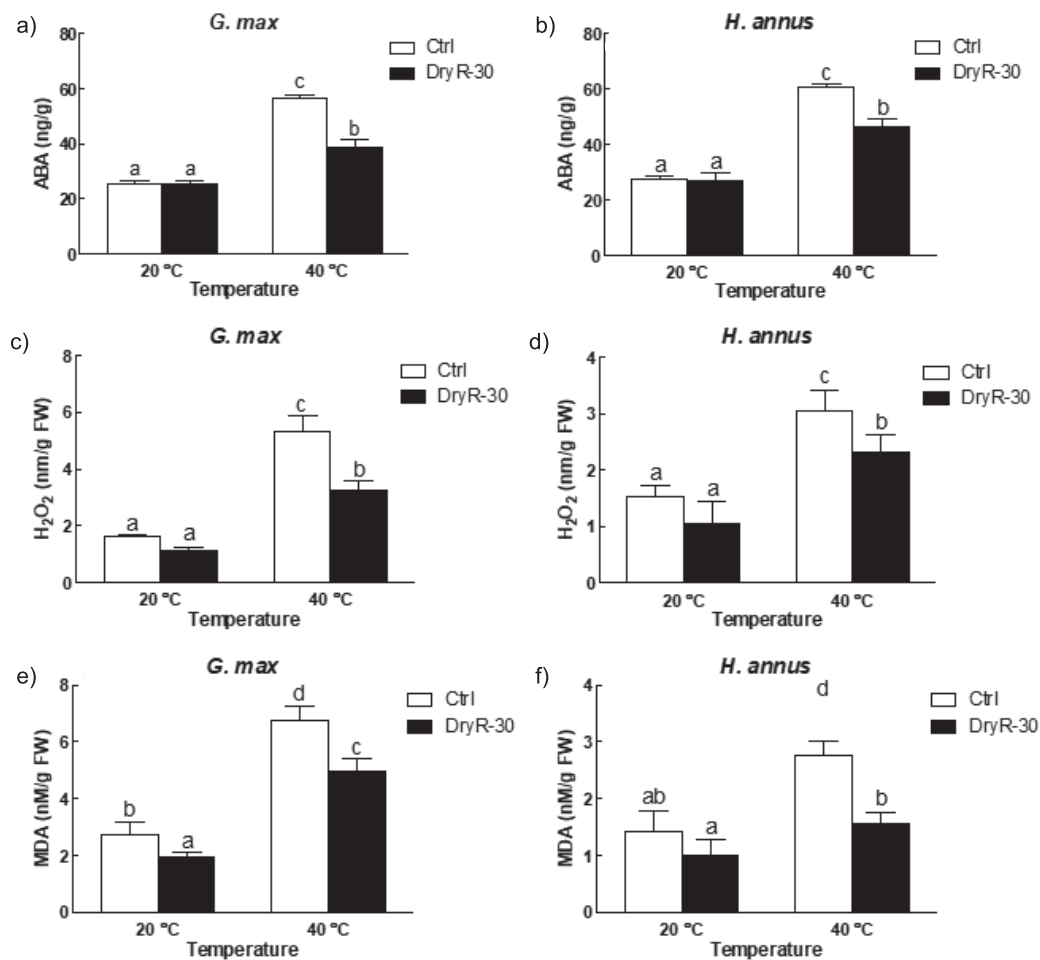 a)
G. max
80
60
40
20
0
ABA (ng/g)
Ctrl
DryR-30
a
a
c
b
20 °C
40 °C
Temperature
b)
H. annus
80
60
40
20
0
ABA (ng/g)
Ctrl
DryR-30
a
a
c
b
20 °C
40 °C
Temperature
c)
G. max
8
6
4
2
0
H₂O₂ (nm/g FW)
Ctrl
DryR-30
a
a
c
b
20 °C
40 °C
Temperature
d)
H. annus
4
3
2
1
0
H₂O₂ (nm/g FW)
Ctrl
DryR-30
a
a
c
b
20 °C
40 °C
Temperature
e)
G. max
8
6
4
2
0
MDA (nM/g FW)
Ctrl
DryR-30
b
a
d
c
20 °C
40 °C
Temperature
f)
H. annus
4
3
2
1
0
MDA (nM/g FW)
Ctrl
DryR-30
ab
a
d
b
20 °C
40 °C
Temperature